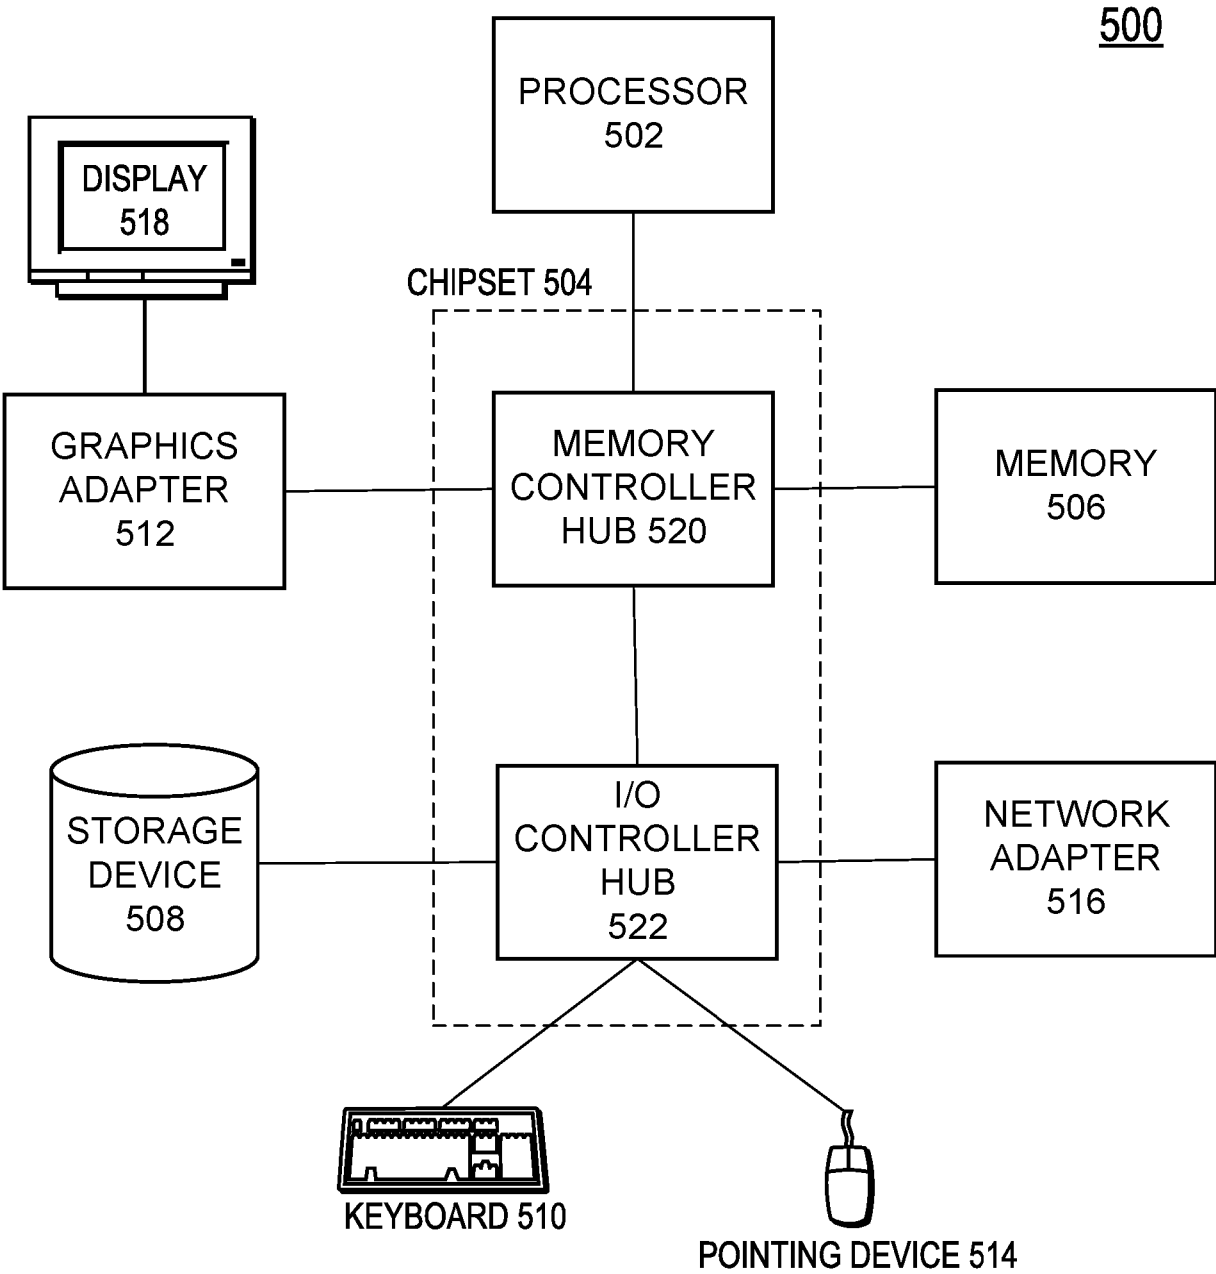 500
PROCESSOR
502
DISPLAY
518
CHIPSET 504
GRAPHICS
ADAPTER
512
MEMORY
CONTROLLER
HUB 520
MEMORY
506
STORAGE
DEVICE
508
I/O
CONTROLLER
HUB
522
NETWORK
ADAPTER
516
KEYBOARD 510
POINTING DEVICE 514